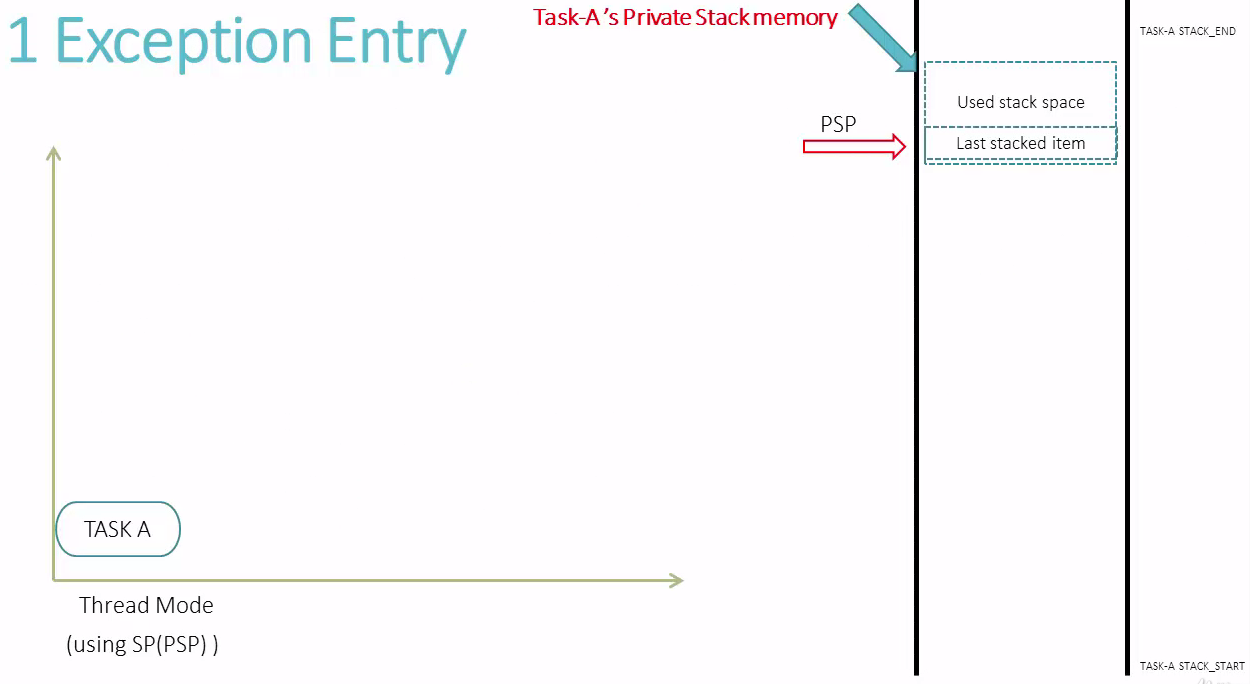 1 Exception Entry
Task-A 's Private Stack memory
TASK-A STACK_END
Used stack space
PSP
Last stacked item
TASK A
Thread Mode
(using SP(PSP) )
TASK-A STACK_START